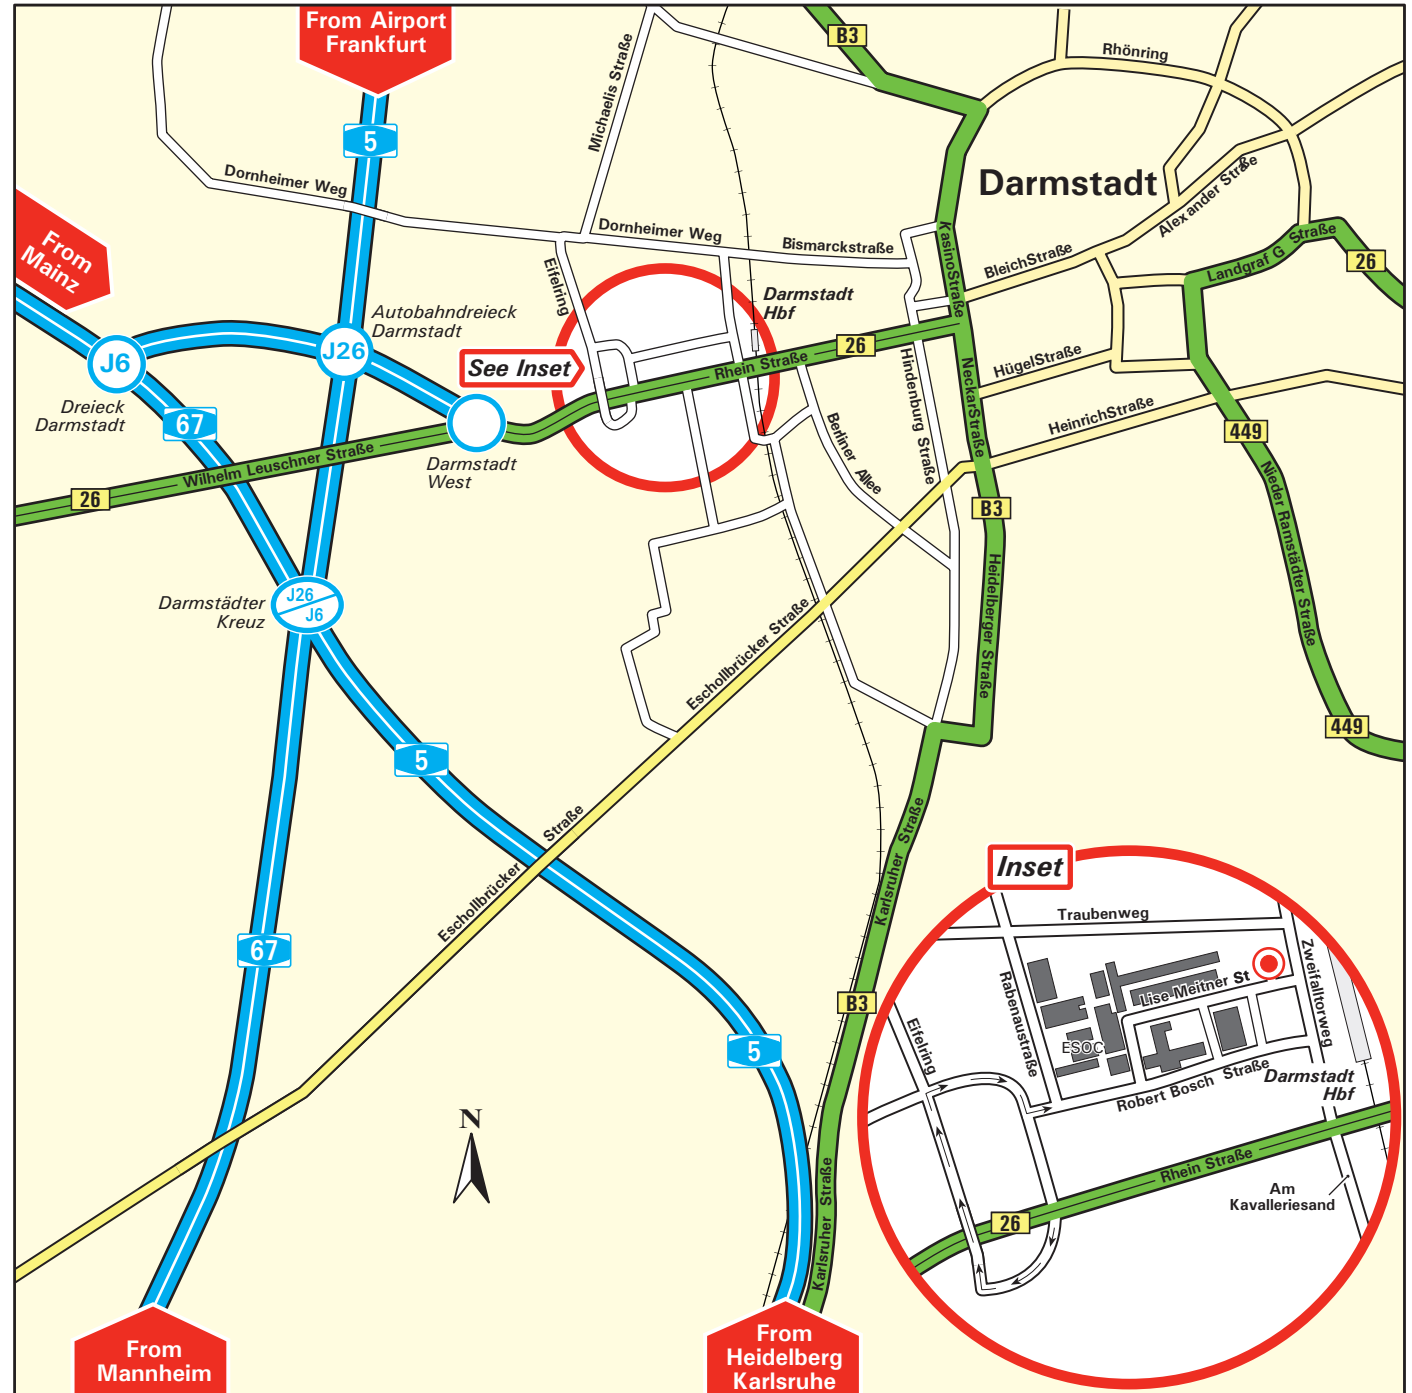 From Airport
Frankfurt
B3
Rhönring
Michaelis Straße
5
Dornheimer Weg
Darmstadt
Alexander Straße
From
Mainz
Dornheimer Weg
Bismarckstraße
KasinoStraße
BleichStraße
Landgraf G Straße
26
Eifelring
Darmstadt
Hbf
Autobahndreieck
Darmstadt
J6
J26
See Inset
26
Rhein Straße
Hindenburg Straße
NeckarStraße
HügelStraße
Dreieck
Darmstadt
67
HeinrichStraße
449
Berliner Allee
Wilhelm Leuschner Straße
Darmstadt
West
26
B3
Nieder Ramstädter Straße
J26
J6
Darmstädter
Kreuz
Heidelberger Straße
Eschollbrücker Straße
449
5
Eschollbrücker Straße
Karlsruher Straße
67
B3
5
N
Karlsruher Straße
Inset
Traubenweg
Zweifalltorweg
Rabenaustraße
Lise-Meitner St
Eifelring
ESOC
Robert Bosch Straße
Darmstadt
Hbf
Rhein Straße
26
Am
Kavalleriesand
From
Mannheim
From
Heidelberg
Karlsruhe